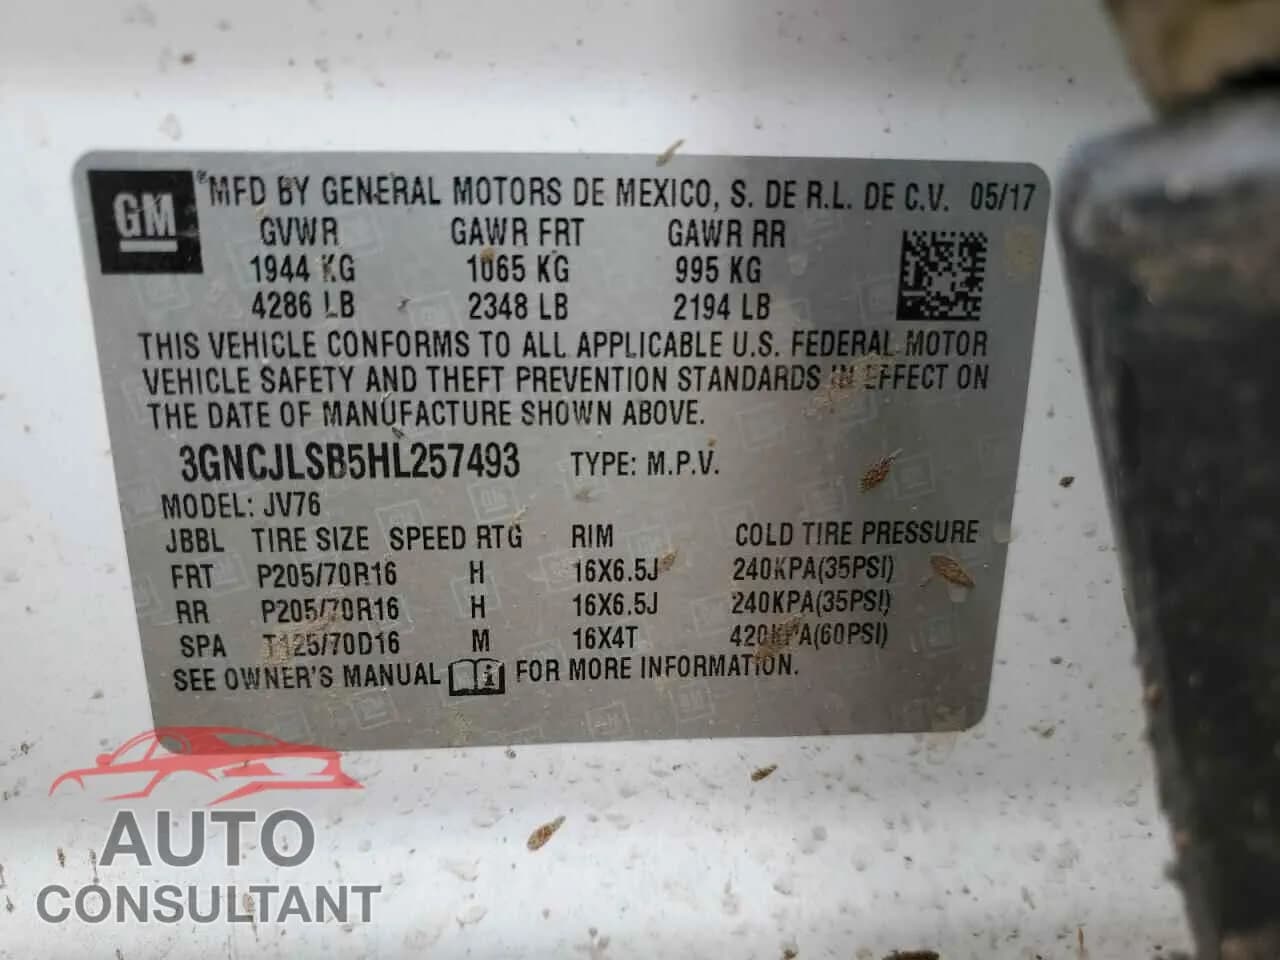 GM
®MFD BY GENERAL MOTORS DE MEXICO, S. DE R.L. DE C.V. 05/17
GVWR GAWR FRT GAWR RR
1944 KG 1065 KG 995 KG
4286 LB 2348 LB 2194 LB
THIS VEHICLE CONFORMS TO ALL APPLICABLE U.S. FEDERAL MOTOR
VEHICLE SAFETY AND THEFT PREVENTION STANDARDS IN EFFECT ON
THE DATE OF MANUFACTURE SHOWN ABOVE.
3GNCJLSB5HL257493 TYPE: M.P.V.
MODEL: JV76
JBBL TIRE SIZE SPEED RTG RIM COLD TIRE PRESSURE
FRT P205/70R16 H 16X6.5J 240KPA(35PSI)
RR P205/70R16 H 16X6.5J 240KPA(35PSI)
SPA T125/70D16 M 16X4T 420KPA(60PSI)
SEE OWNER'S MANUAL FOR MORE INFORMATION.
AUTO
CONSULTANT